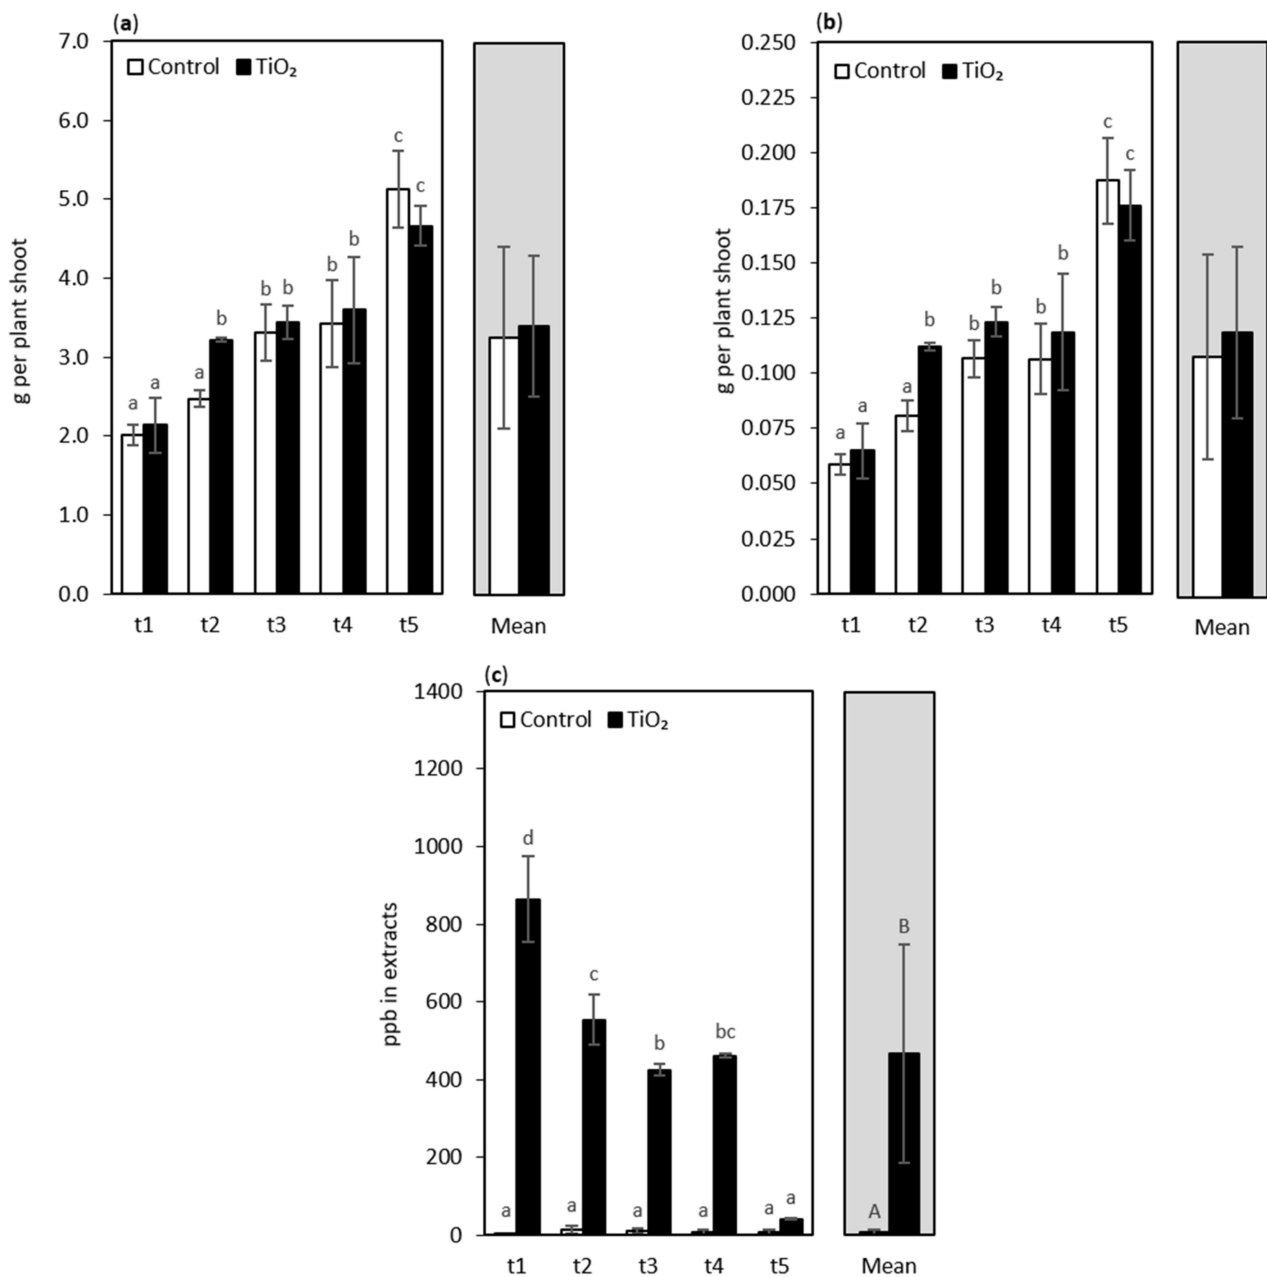 (a)
7.0
6.0
5.0
4.0
3.0
2.0
1.0
0.0
g per plant shoot
Control TiO₂
a a a b b b b b c c
t1 t2 t3 t4 t5 Mean
(b)
0.250
0.225
0.200
0.175
0.150
0.125
0.100
0.075
0.050
0.025
0.000
g per plant shoot
Control TiO₂
a a a b b b b b c c
t1 t2 t3 t4 t5 Mean
(c)
1400
1200
1000
800
600
400
200
0
ppb in extracts
Control TiO₂
a d a c a b a bc a a A B
t1 t2 t3 t4 t5 Mean